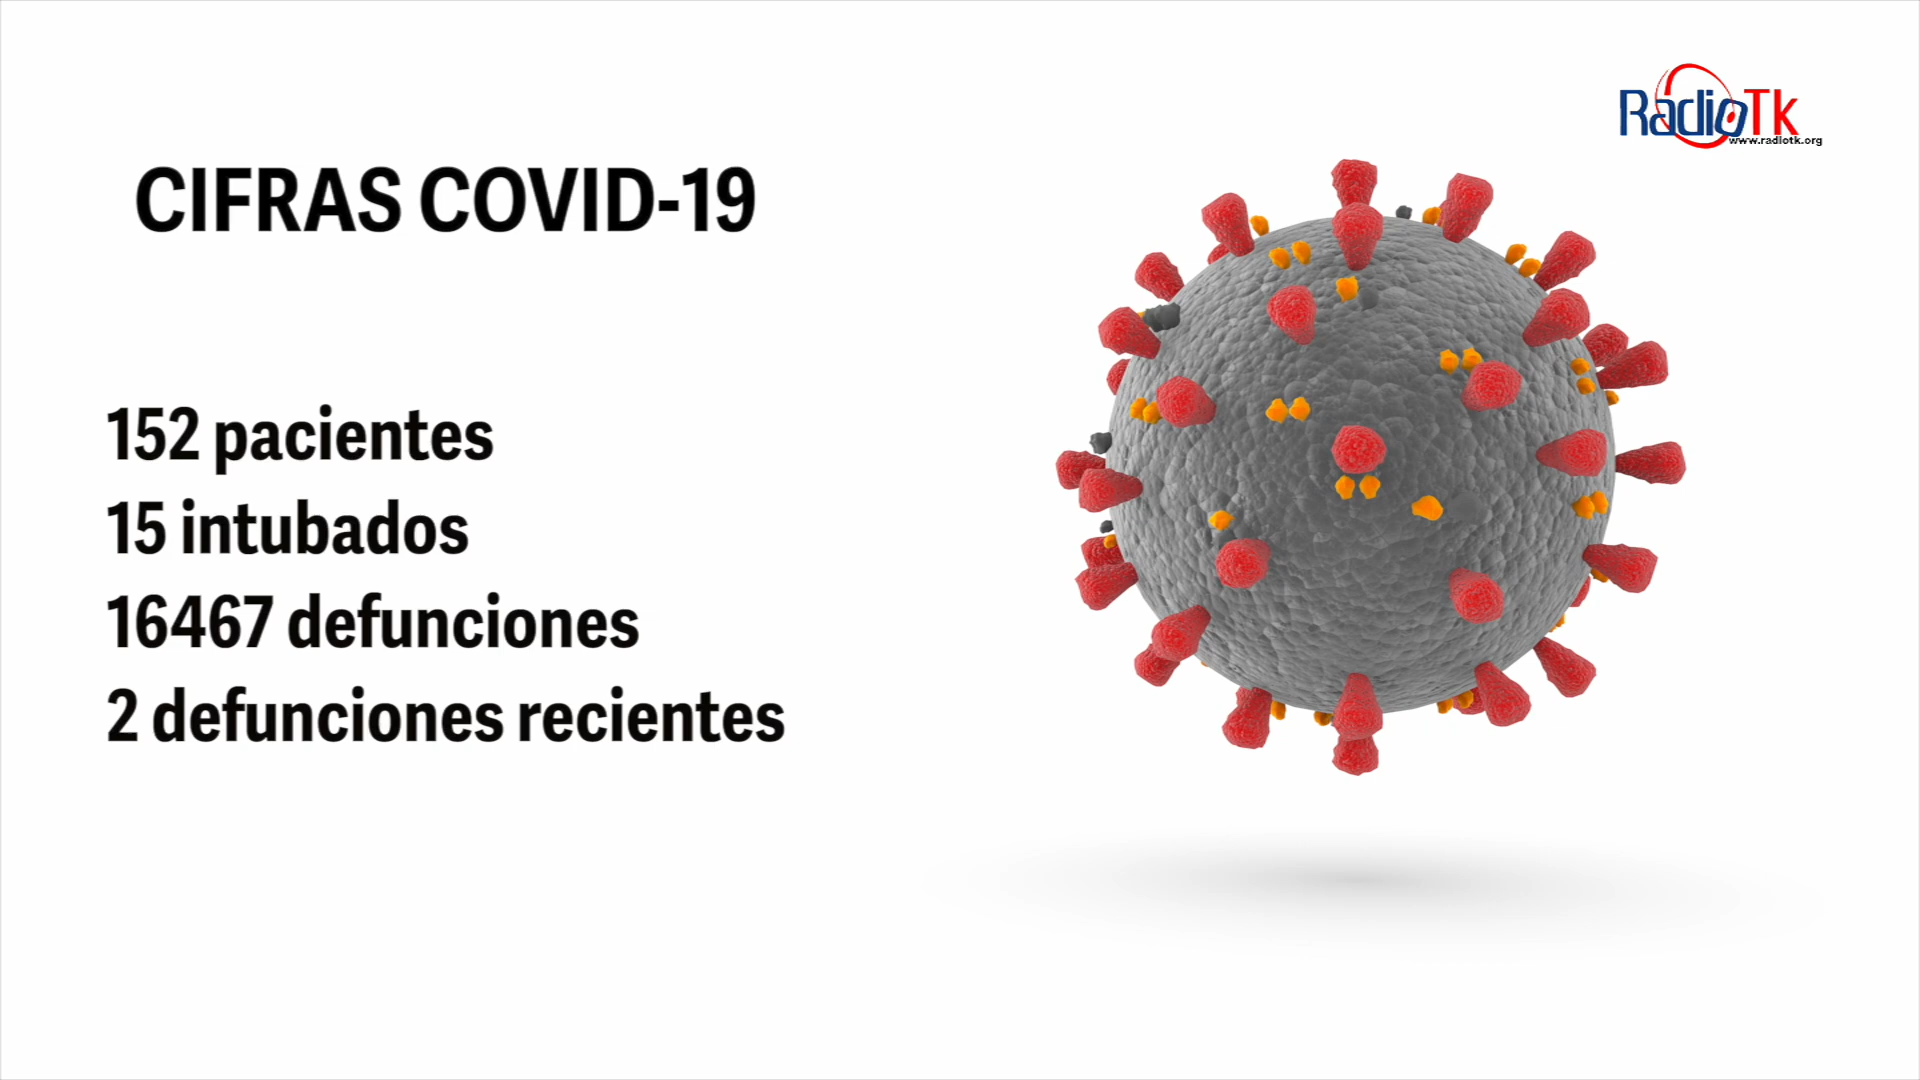 RadioTk
www.radiotk.org
CIFRAS COVID-19
152 pacientes
15 intubados
16467 defunciones
2 defunciones recientes